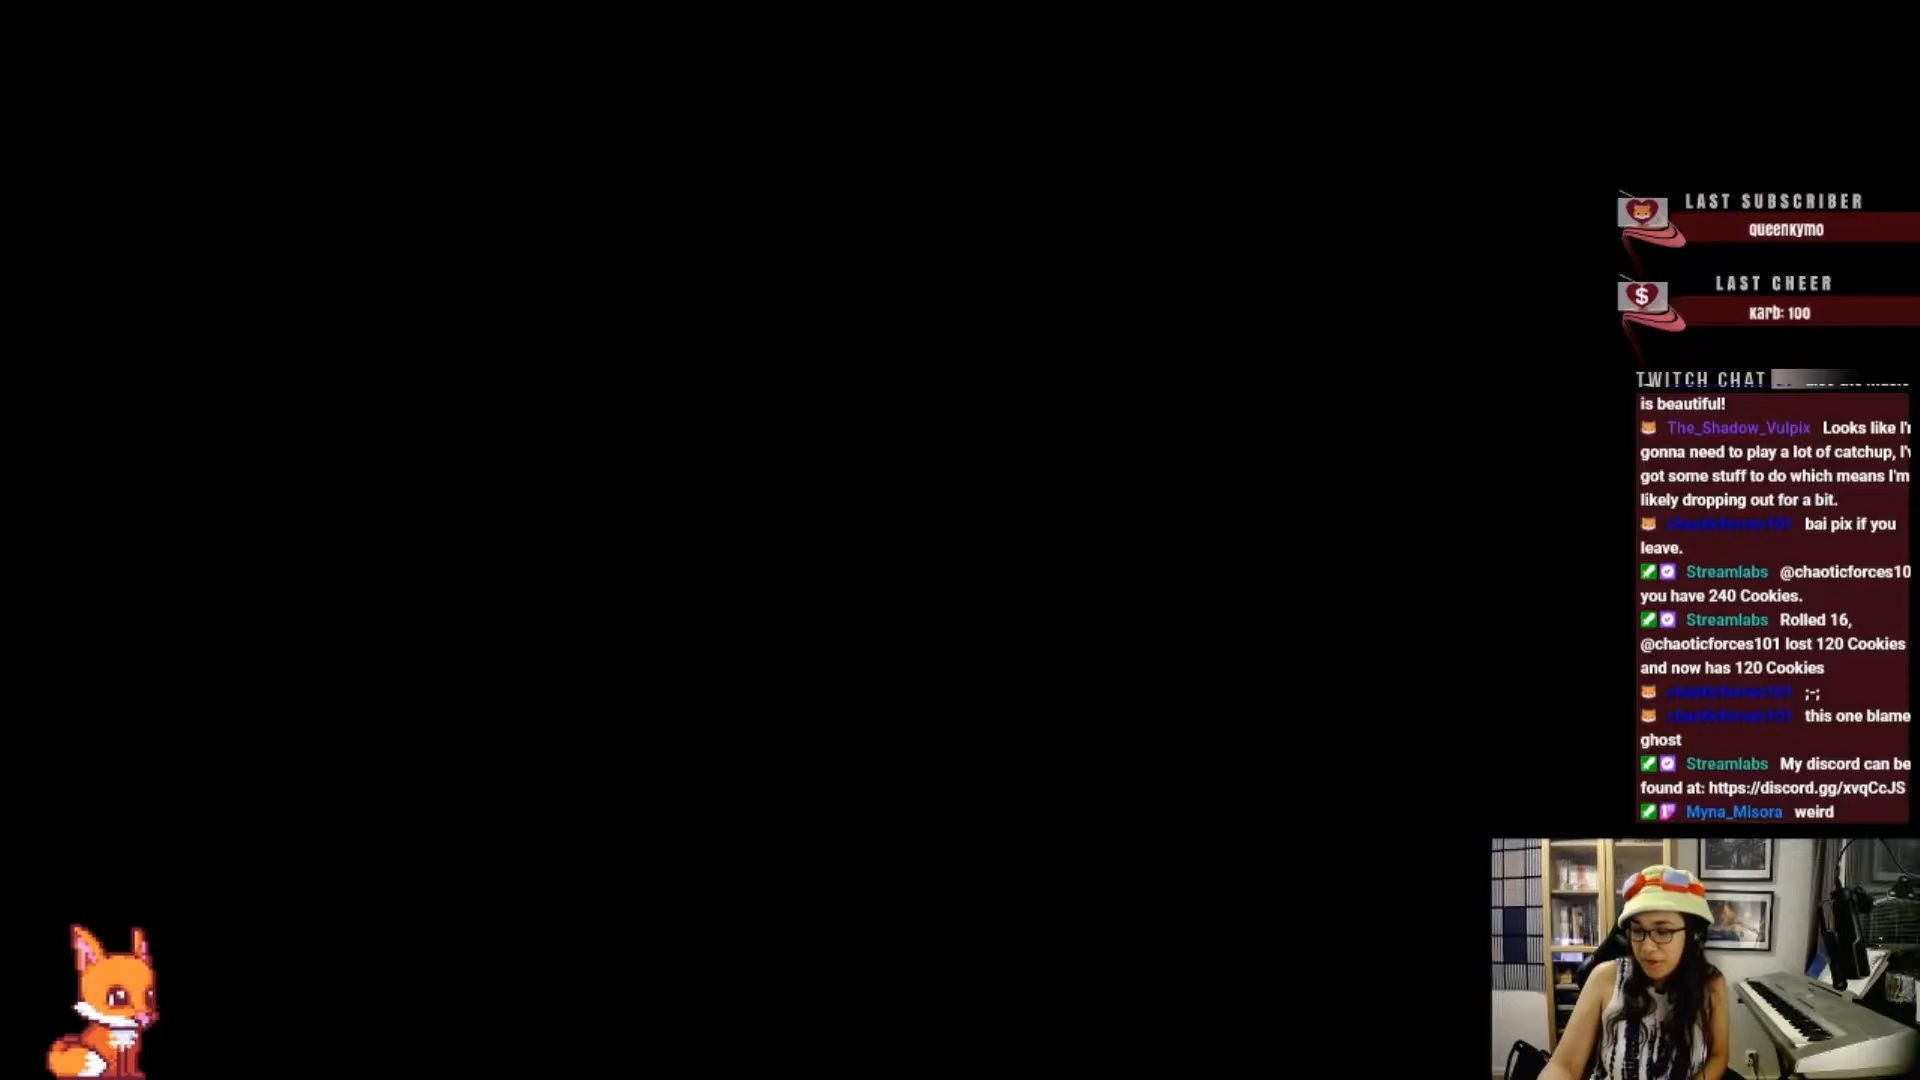 LAST SUBSCRIBER
queenkymo
LAST CHEER
$
Karb: 100
TWITCH CHAT
is beautiful!
The_Shadow_Vulpix Looks like I'
gonna need to play a lot of catchup, I'
got some stuff to do which means I'm
likely dropping out for a bit.
chaoticforces101 bai pix if you
leave.
Streamlabs @chaoticforces10
you have 240 Cookies.
Streamlabs Rolled 16,
@chaoticforces101 lost 120 Cookies
and now has 120 Cookies
chaoticforces101 ;-;
chaoticforces101 this one blame
ghost
Streamlabs My discord can be
found at: https://discord.gg/xvqCcJS
Myna_Misora weird